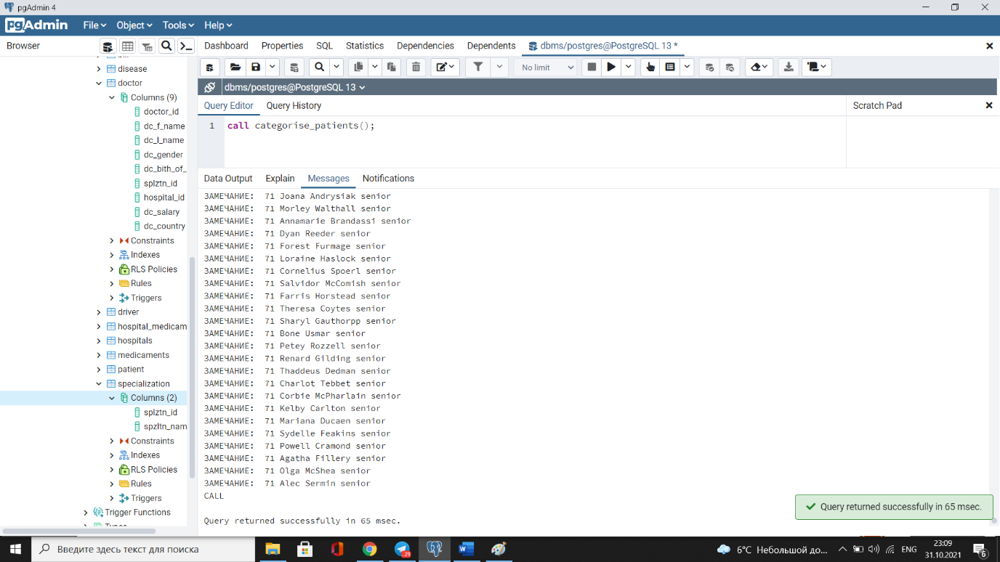 pgAdmin 4
pgAdmin File Object Tools Help
Browser
Dashboard Properties SQL Statistics Dependencies Dependents dbms/postgres@PostgreSQL 13 *
No limit
dbms/postgres@PostgreSQL 13
Query Editor Query History
Scratch Pad
1 call categorise_patients();
Data Output Explain Messages Notifications
disease
doctor
Columns (9)
doctor_id
dc_f_name
dc_l_name
dc_gender
dc_bith_of_
splztn_id
hospital_id
dc_salary
dc_country
Constraints
Indexes
RLS Policies
Rules
Triggers
driver
hospital_medicam
hospitals
medicaments
patient
specialization
Columns (2)
splztn_id
spzltn_nam
Constraints
Indexes
RLS Policies
Rules
Triggers
Trigger Functions
ЗАМЕЧАНИЕ: 71 Joana Andrysiak senior
ЗАМЕЧАНИЕ: 71 Morley Walthall senior
ЗАМЕЧАНИЕ: 71 Annamarie Brandassi senior
ЗАМЕЧАНИЕ: 71 Dyan Reeder senior
ЗАМЕЧАНИЕ: 71 Forest Furmage senior
ЗАМЕЧАНИЕ: 71 Loraine Haslock senior
ЗАМЕЧАНИЕ: 71 Cornelius Spoerl senior
ЗАМЕЧАНИЕ: 71 Salvidor McComish senior
ЗАМЕЧАНИЕ: 71 Farris Horstead senior
ЗАМЕЧАНИЕ: 71 Theresa Coytes senior
ЗАМЕЧАНИЕ: 71 Sharyl Gauthorpp senior
ЗАМЕЧАНИЕ: 71 Bone Usmar senior
ЗАМЕЧАНИЕ: 71 Petey Rozzell senior
ЗАМЕЧАНИЕ: 71 Renard Gilding senior
ЗАМЕЧАНИЕ: 71 Thaddeus Dedman senior
ЗАМЕЧАНИЕ: 71 Charlot Tebbet senior
ЗАМЕЧАНИЕ: 71 Corbie McPharlain senior
ЗАМЕЧАНИЕ: 71 Kelby Carlton senior
ЗАМЕЧАНИЕ: 71 Mariana Ducaen senior
ЗАМЕЧАНИЕ: 71 Sydelle Feakins senior
ЗАМЕЧАНИЕ: 71 Powell Cramond senior
ЗАМЕЧАНИЕ: 71 Agatha Fillery senior
ЗАМЕЧАНИЕ: 71 Olga McShea senior
ЗАМЕЧАНИЕ: 71 Alec Sermin senior
CALL
Query returned successfully in 65 msec.
Query returned successfully in 65 msec.
Введите здесь текст для поиска
29
6°C Небольшой до... ENG
23:09
31.10.2021
6